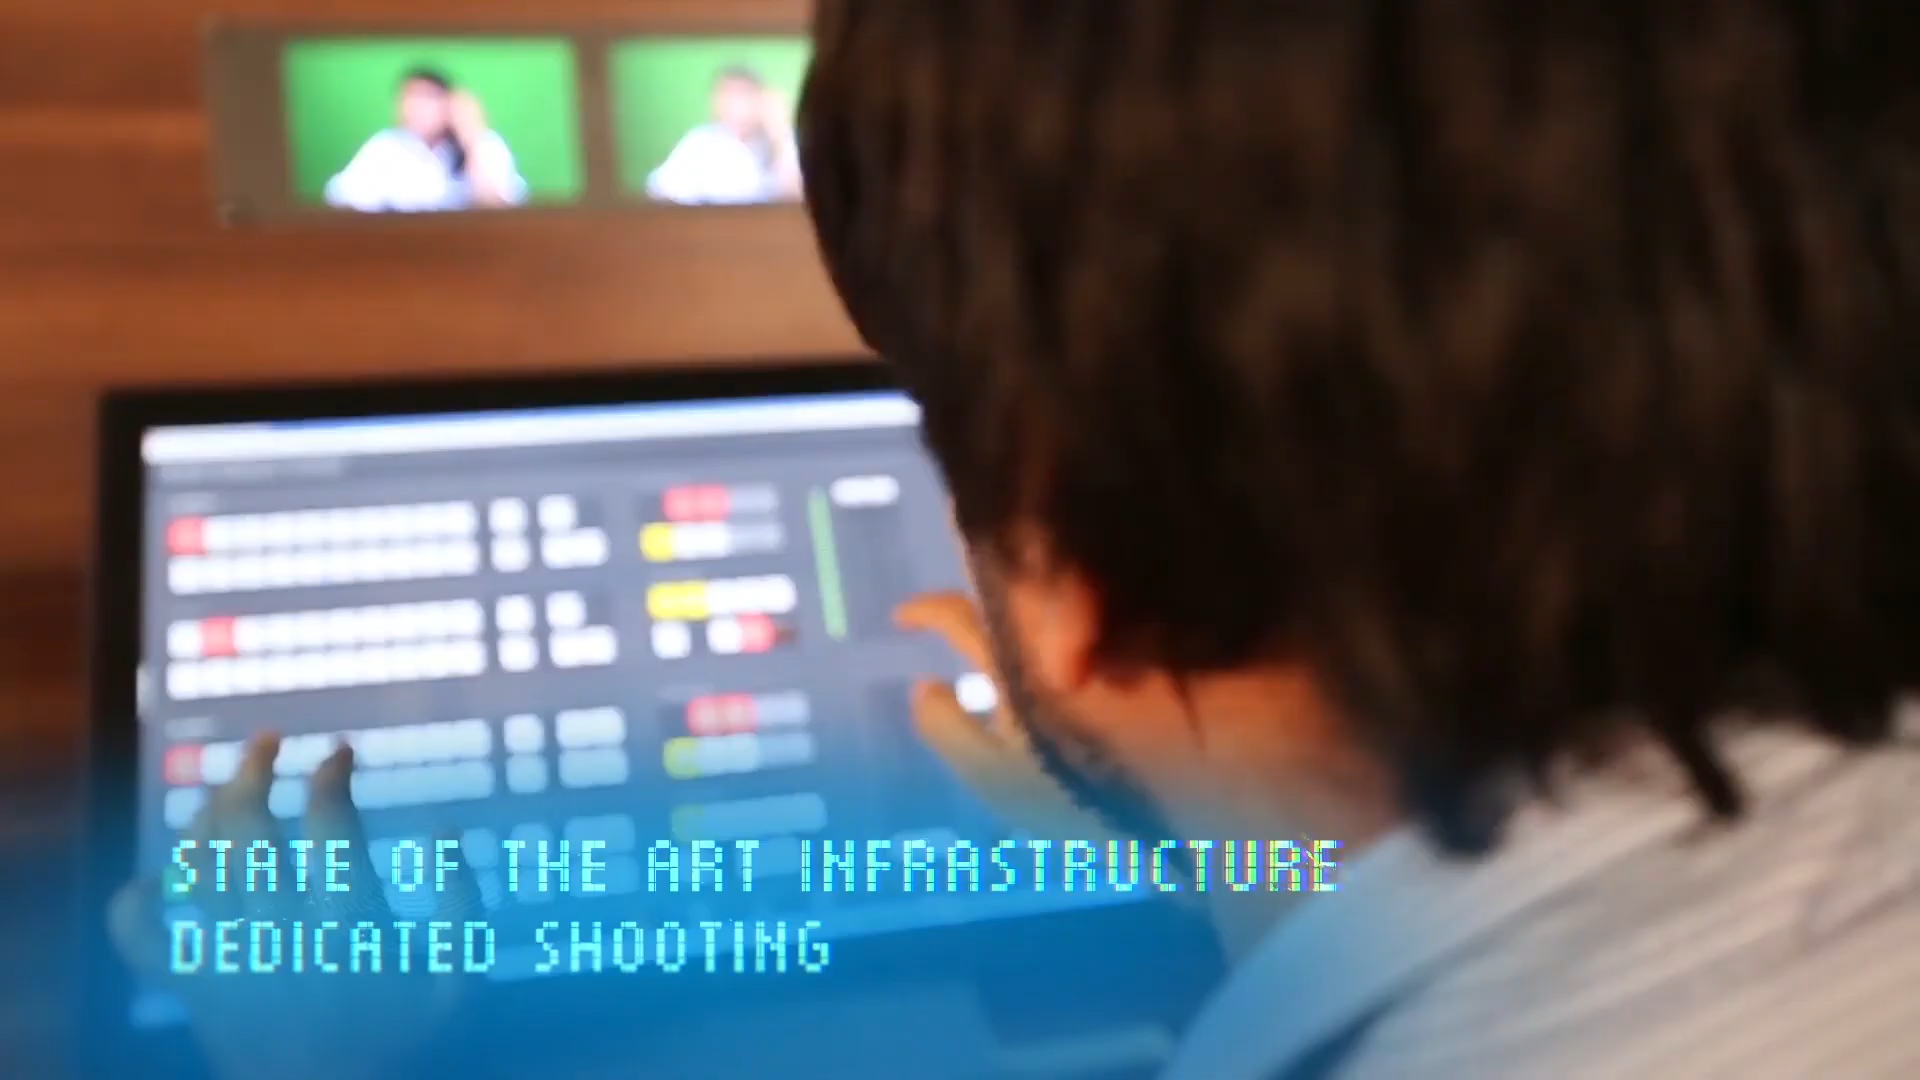 STATE OF THE ART INFRASTRUCTURE
DEDICATED SHOOTING